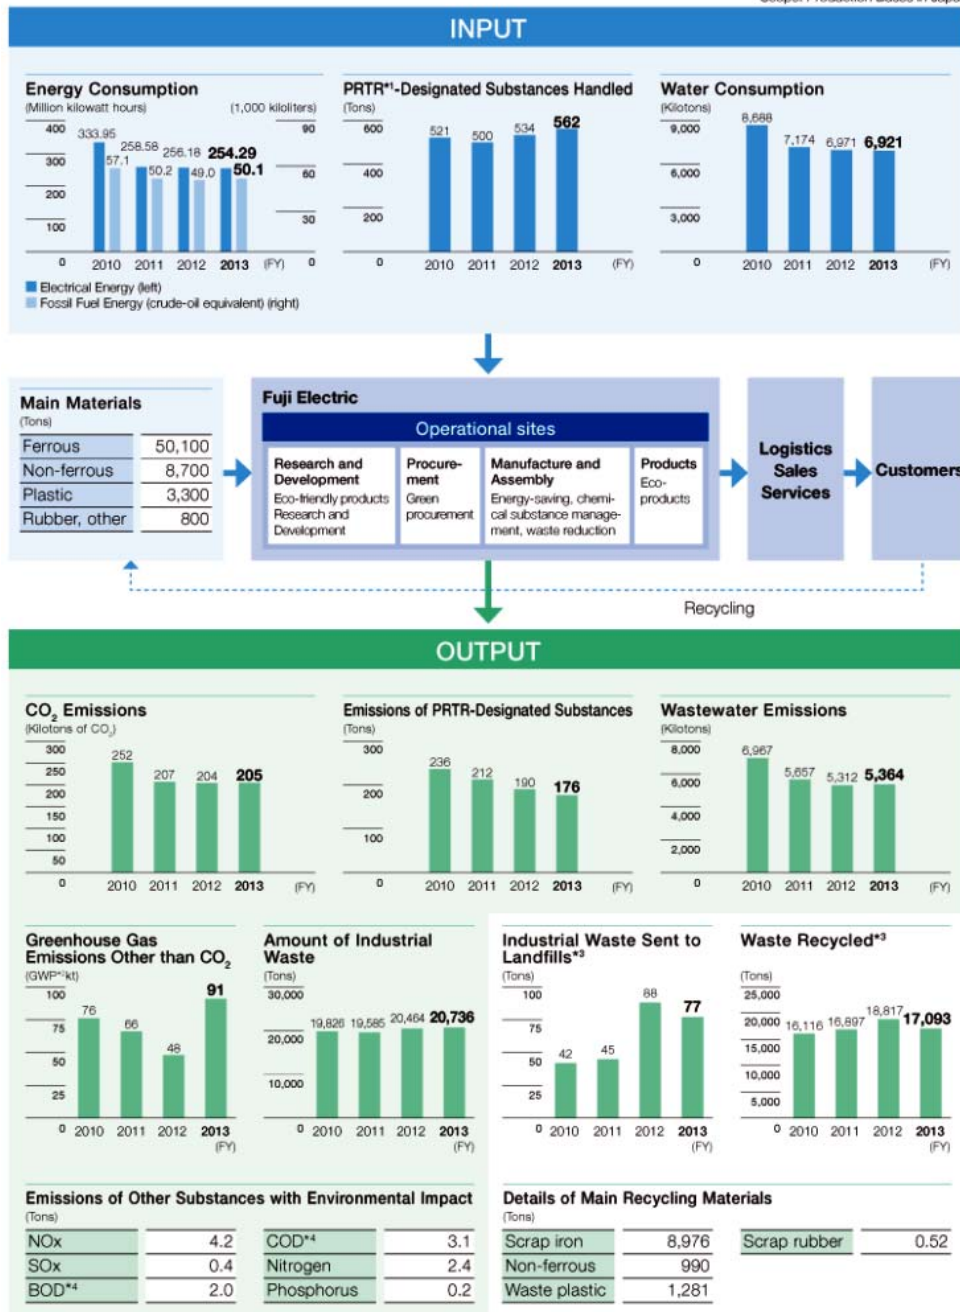 INPUT
Energy Consumption
(Million kilowatt hours) (1,000 kiloliters)
400 90
333.95
57.1
258.58
50.2
256.18
49.0
254.29
50.1
300 60
200
100 30
0 2010 2011 2012 2013 (FY) 0
Electrical Energy (left)
Fossil Fuel Energy (crude-oil equivalent) (right)
PRTR*1-Designated Substances Handled
(Tons)
600
521 500 534 562
400
200
0 2010 2011 2012 2013 (FY)
Water Consumption
(Kilotons)
9,000
8,688 7,174 6,971 6,921
6,000
3,000
0 2010 2011 2012 2013 (FY)
Main Materials
(Tons)
Ferrous 50,100
Non-ferrous 8,700
Plastic 3,300
Rubber, other 800
Fuji Electric
Operational sites
Research and
Development
Eco-friendly products
Research and
Development
Procure-
ment
Green
procurement
Manufacture and
Assembly
Energy-saving, chemi-
cal substance manage-
ment, waste reduction
Products
Eco-
products
Logistics
Sales
Services
Customers
Recycling
OUTPUT
CO2 Emissions
(Kilotons of CO2)
300
252 207 204 205
250
200
150
100
50
0 2010 2011 2012 2013 (FY)
Emissions of PRTR-Designated Substances
(Tons)
300
236 212 190 176
200
100
0 2010 2011 2012 2013 (FY)
Wastewater Emissions
(Kilotons)
8,000
6,967 5,657 5,312 5,364
6,000
4,000
2,000
0 2010 2011 2012 2013 (FY)
Greenhouse Gas
Emissions Other than CO2
(GWP*2kt)
100
76 66 48 91
75
50
25
0 2010 2011 2012 2013
(FY)
Amount of Industrial
Waste
(Tons)
30,000
19,826 19,585 20,464 20,736
20,000
10,000
0 2010 2011 2012 2013
(FY)
Industrial Waste Sent to
Landfills*3
(Tons)
100
42 45 88 77
75
50
25
0 2010 2011 2012 2013
(FY)
Waste Recycled*3
(Tons)
25,000
16,116 16,897 18,817 17,093
20,000
15,000
10,000
5,000
0 2010 2011 2012 2013
(FY)
Emissions of Other Substances with Environmental Impact
(Tons)
NOx 4.2 COD*4 3.1
SOx 0.4 Nitrogen 2.4
BOD*4 2.0 Phosphorus 0.2
Details of Main Recycling Materials
(Tons)
Scrap iron 8,976 Scrap rubber 0.52
Non-ferrous 990
Waste plastic 1,281